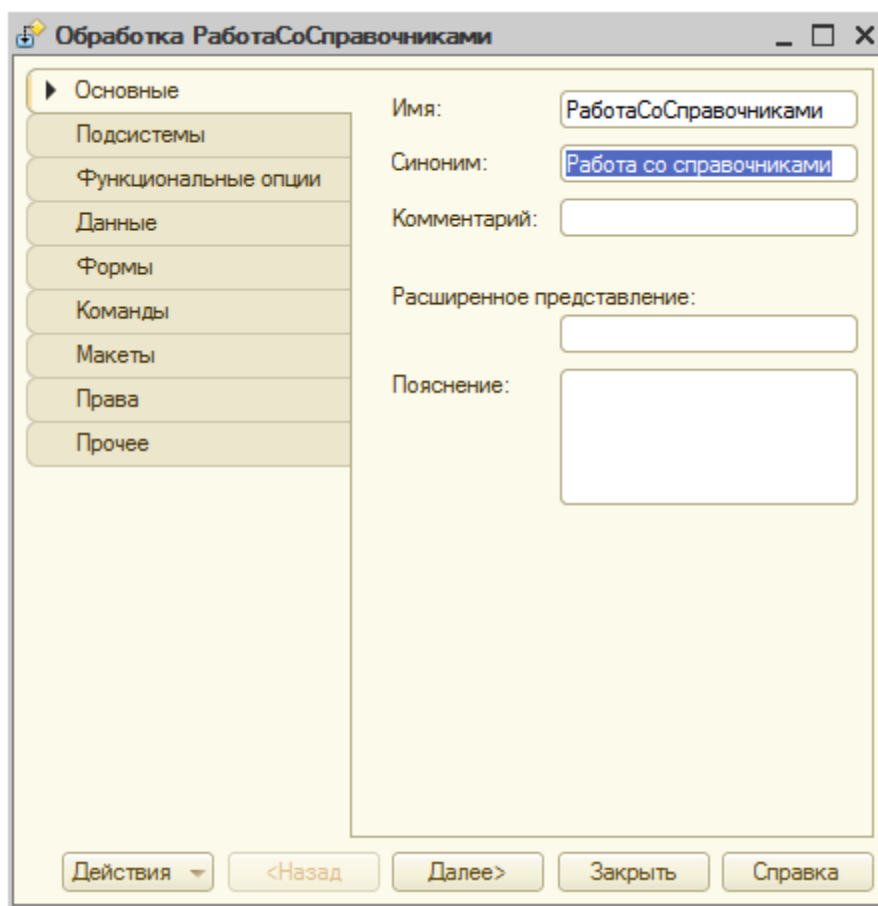 Обработка РаботаСоСправочниками
Основные
Подсистемы
Функциональные опции
Данные
Формы
Команды
Макеты
Права
Прочее
Имя: РаботаСоСправочниками
Синоним: Работа со справочниками
Комментарий:
Расширенное представление:
Пояснение:
Действия <Назад Далее> Закрыть Справка